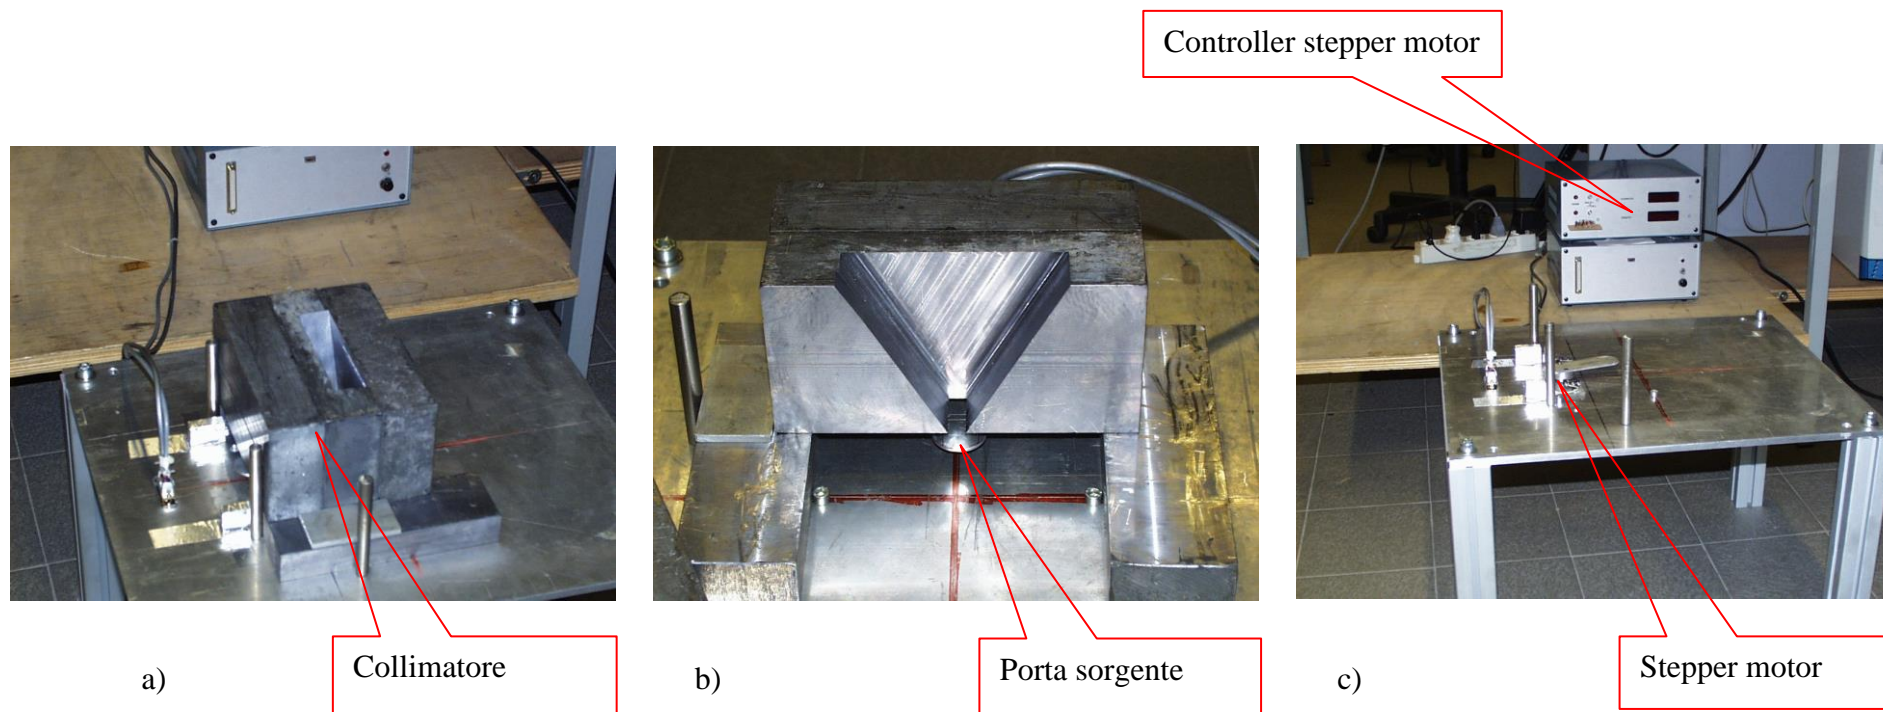 Controller stepper motor
Collimatore
Porta sorgente
Stepper motor
a)
b)
c)